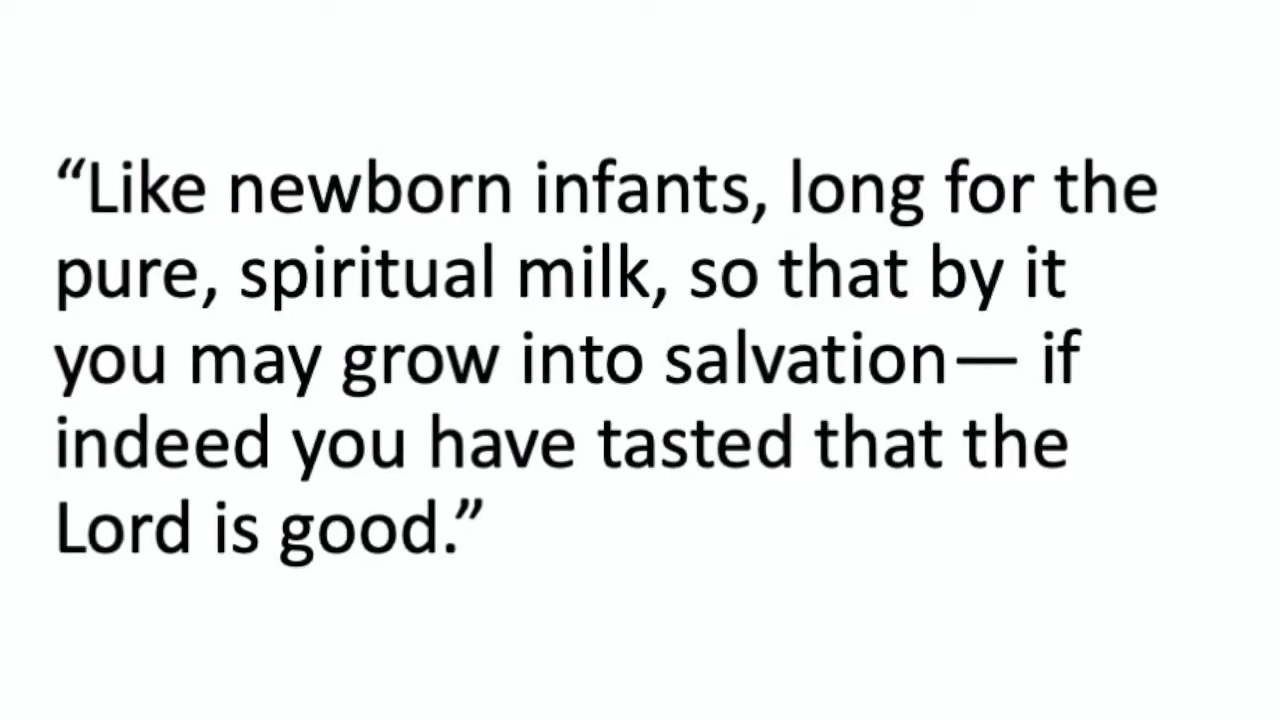 “Like newborn infants, long for the
pure, spiritual milk, so that by it
you may grow into salvation— if
indeed you have tasted that the
Lord is good.”